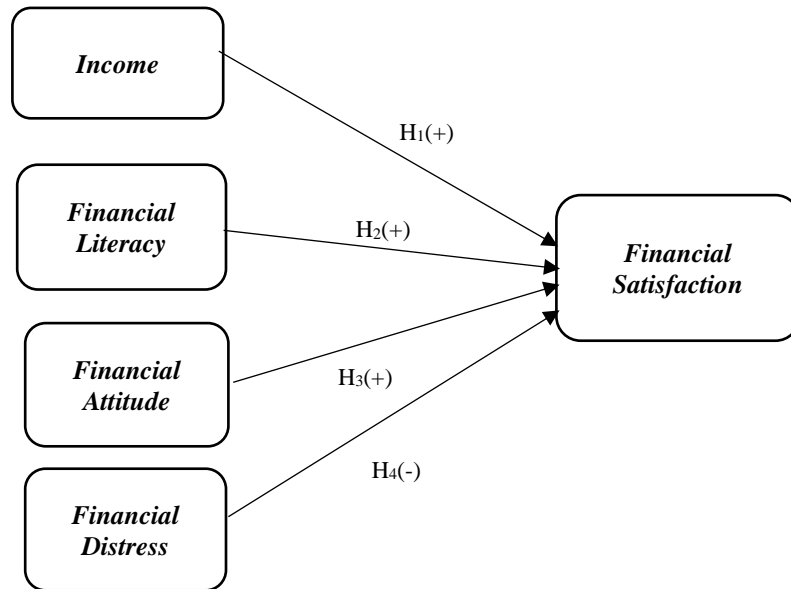 Income
H₁(+)
Financial
Literacy
H₂(+)
Financial
Satisfaction
Financial
Attitude
H₃(+)
Financial
Distress
H₄(-)